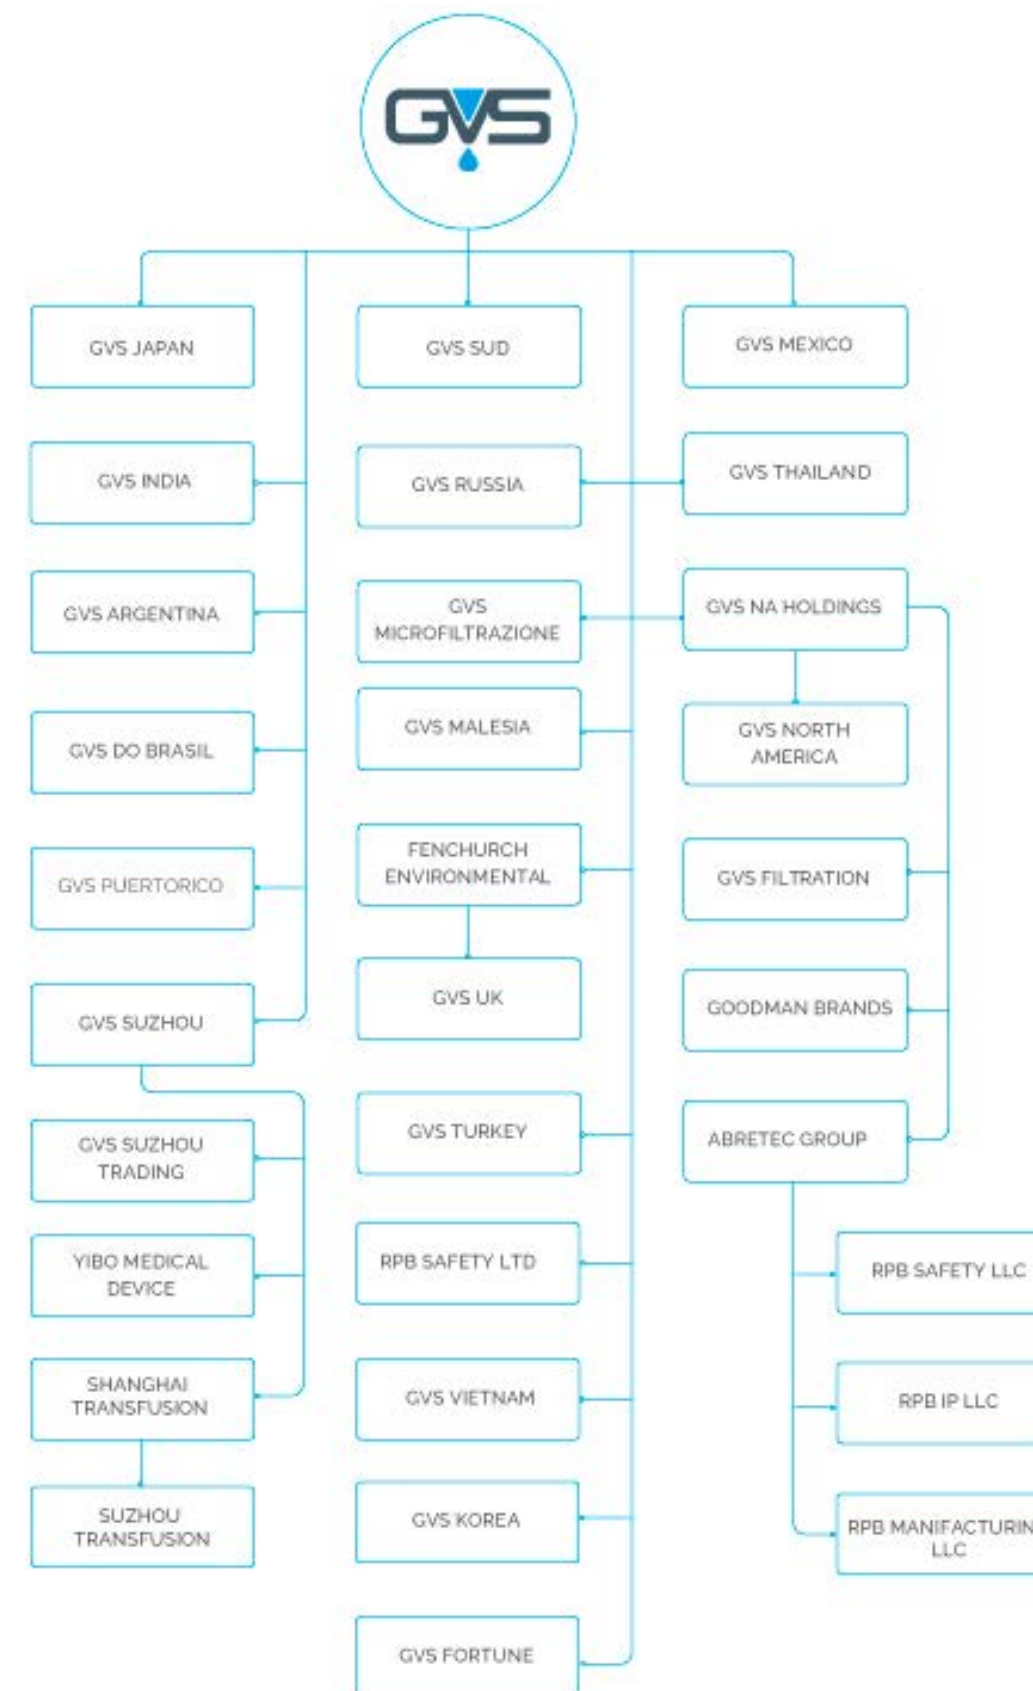 GVS
GVS JAPAN
GVS SUD
GVS MEXICO
GVS INDIA
GVS RUSSIA
GVS THAILAND
GVS ARGENTINA
GVS
MICROFILTRAZIONE
GVS NA HOLDINGS
GVS DO BRASIL
GVS MALESIA
GVS NORTH
AMERICA
GVS PUERTORICO
FENCHURCH
ENVIRONMENTAL
GVS FILTRATION
GVS SUZHOU
GVS UK
GOODMAN BRANDS
GVS SUZHOU
TRADING
GVS TURKEY
ABRETEC GROUP
YIBO MEDICAL
DEVICE
RPB SAFETY LTD
RPB SAFETY LLC
SHANGHAI
TRANSFUSION
GVS VIETNAM
RPB IP LLC
SUZHOU
TRANSFUSION
GVS KOREA
RPB MANIFACTURIN
LLC
GVS FORTUNE